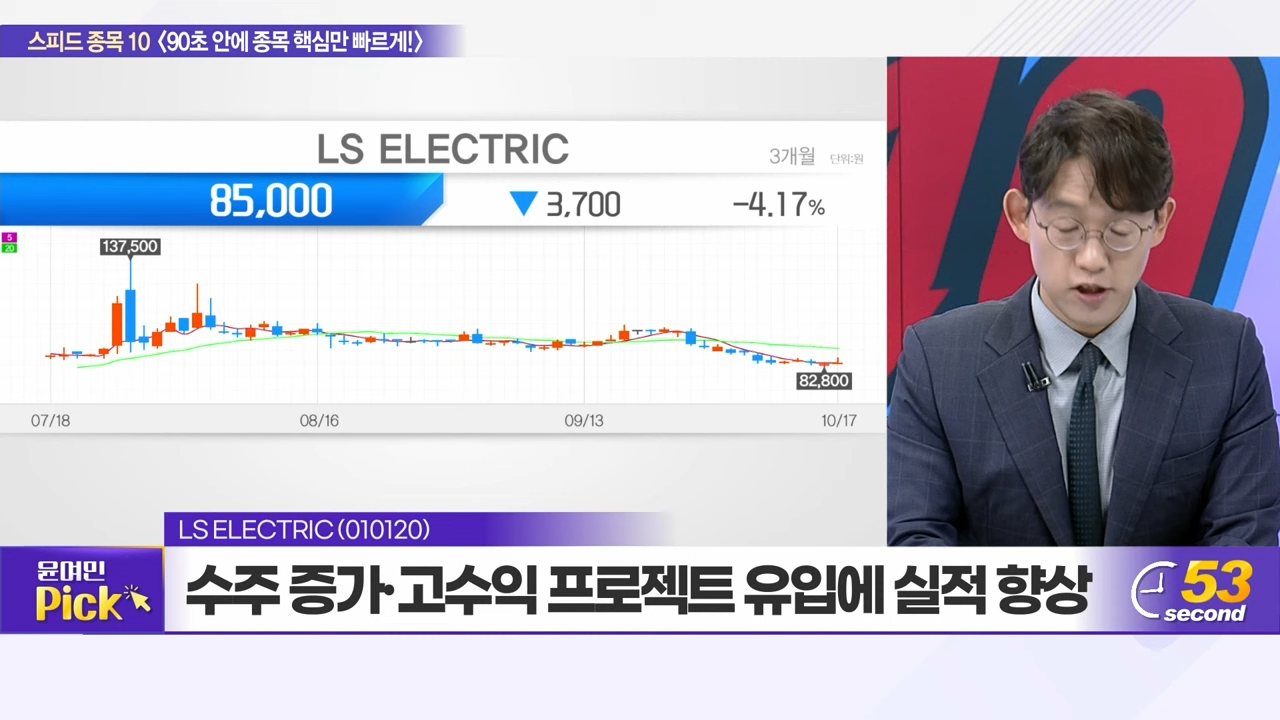 스피드 종목 10 〈90초 안에 종목 핵심만 빠르게!〉
LS ELECTRIC
3개월 단위:원
85,000 ▼ 3,700 -4.17%
5
20
137,500
82,800
07/18 08/16 09/13 10/17
LS ELECTRIC (010120)
윤여민
Pick
수주 증가·고수익 프로젝트 유입에 실적 향상
53
second